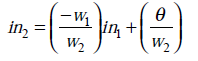 in₂ = (−w₁ / w₂) in₁ + (θ / w₂)